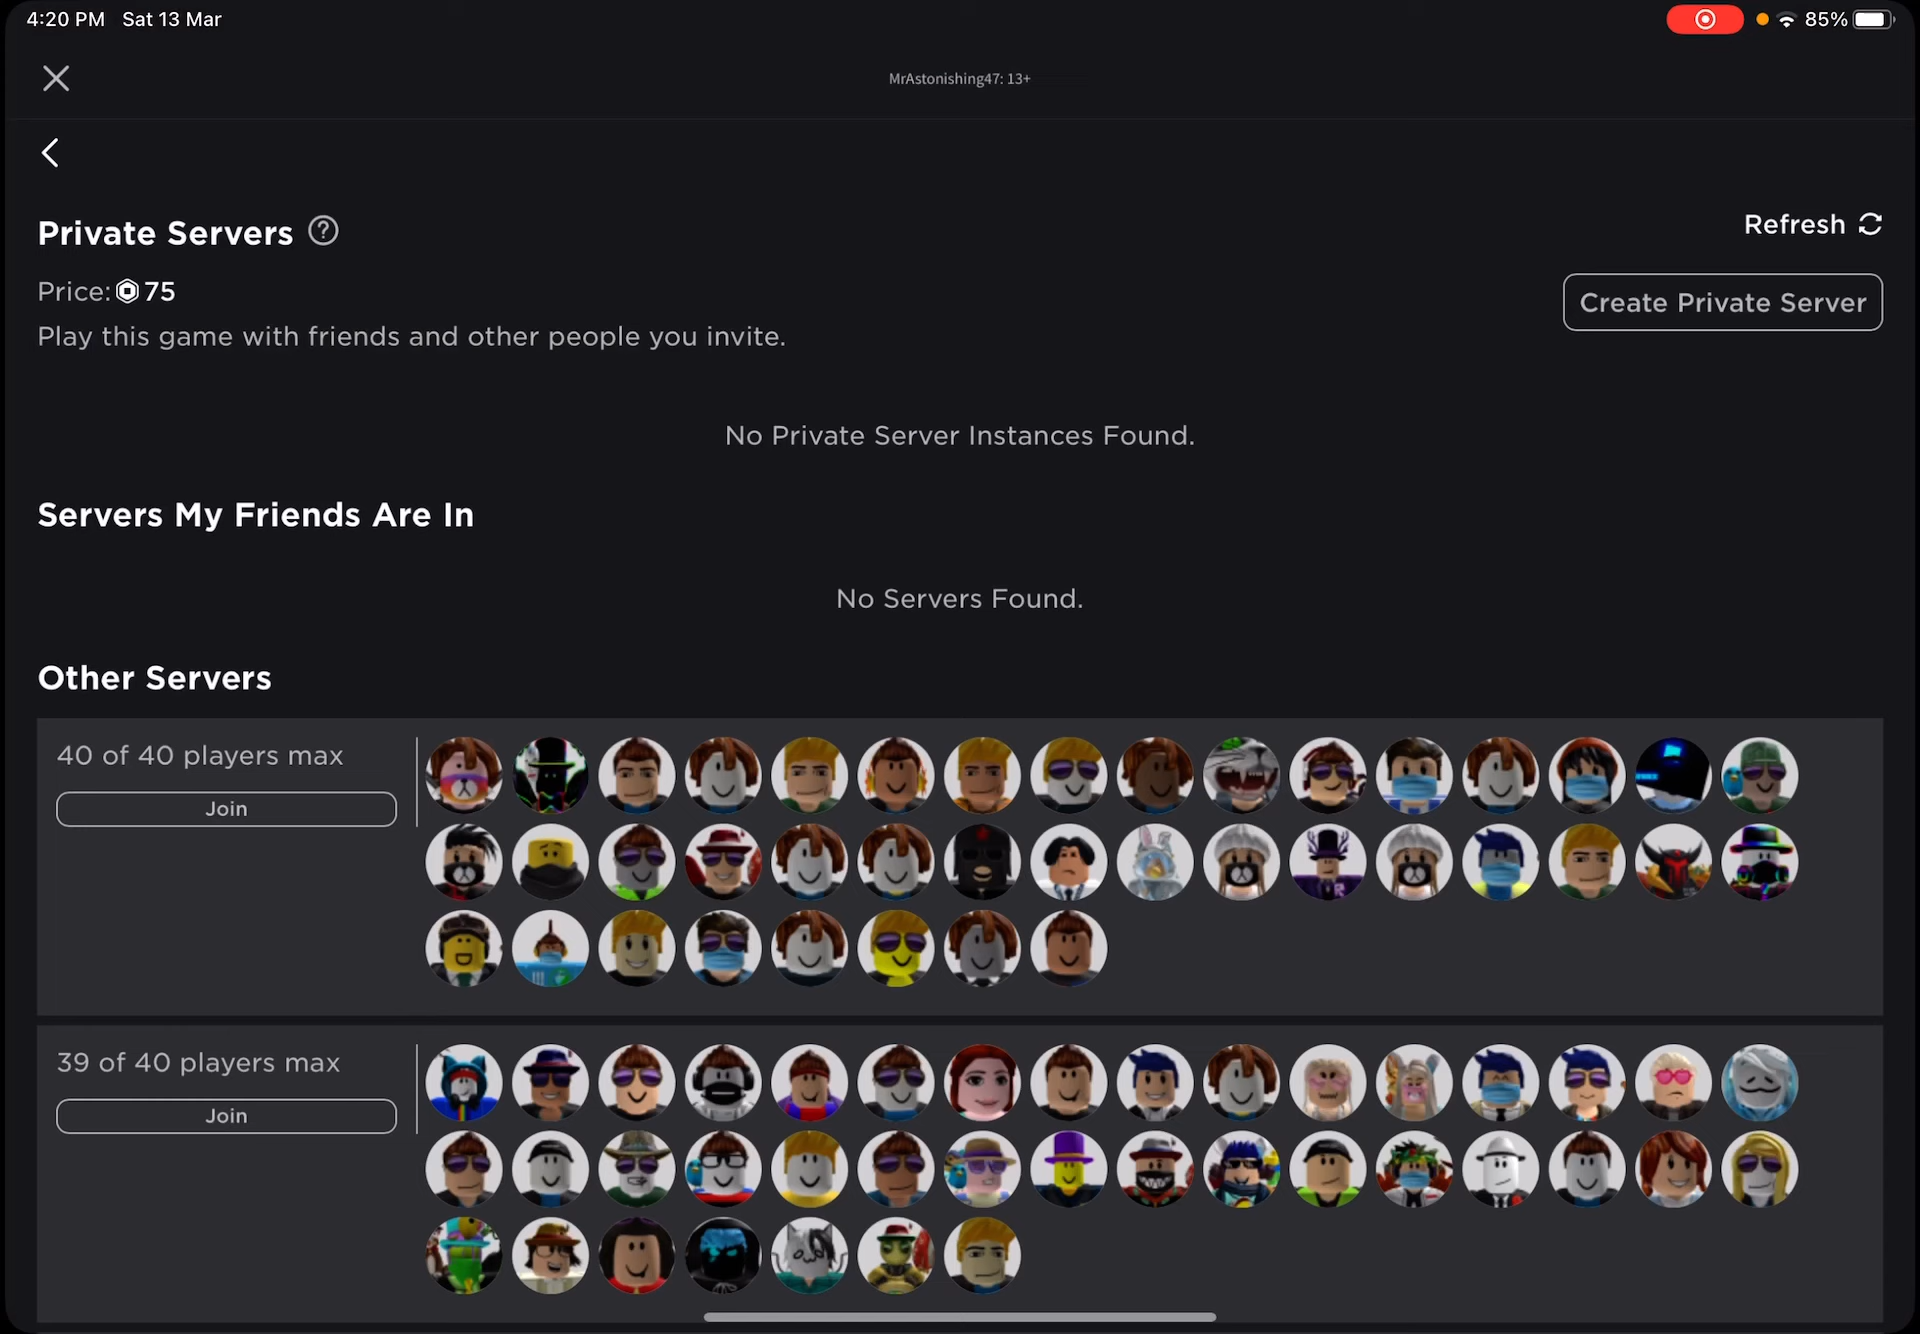 4:20 PM Sat 13 Mar
85%
MrAstonishing47: 13+
Private Servers ?
Refresh
Price: 75
Create Private Server
Play this game with friends and other people you invite.
No Private Server Instances Found.
Servers My Friends Are In
No Servers Found.
Other Servers
40 of 40 players max
Join
39 of 40 players max
Join